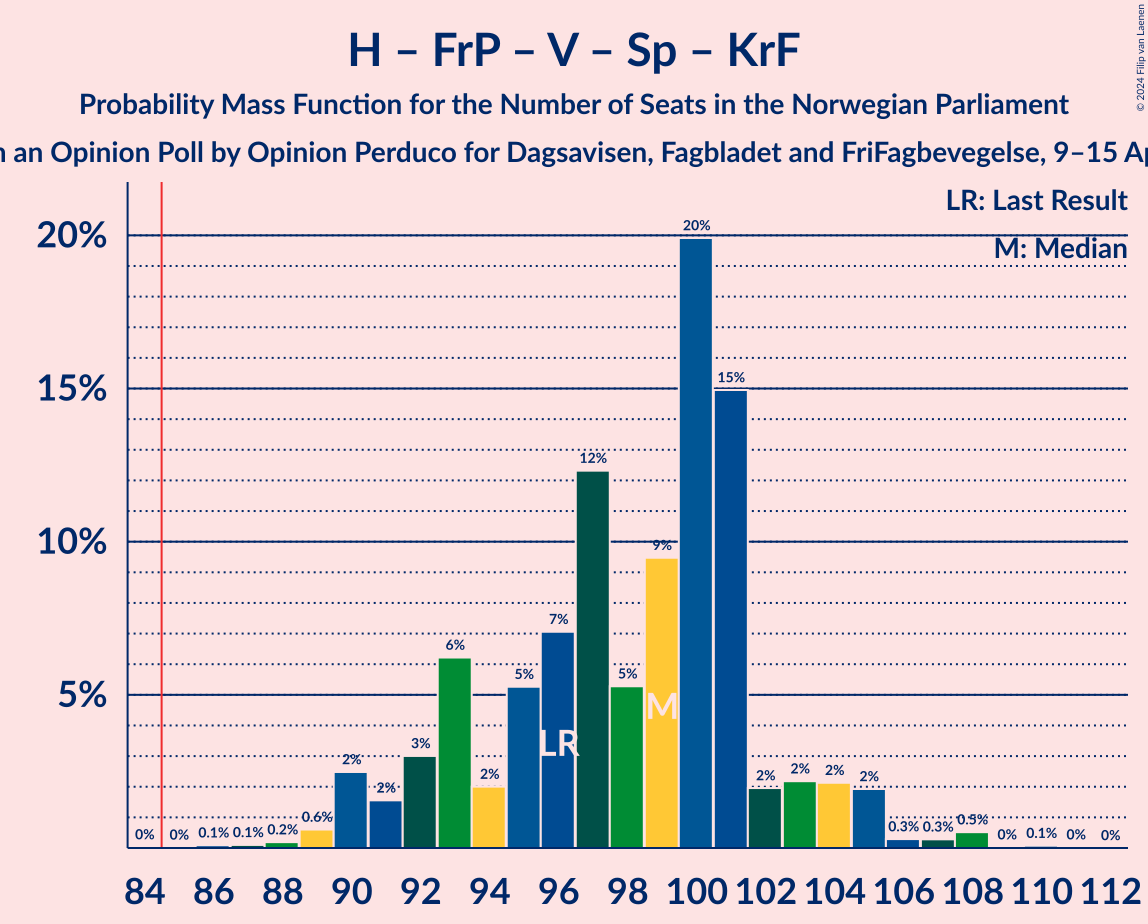 H – FrP – V – Sp – KrF
Probability Mass Function for the Number of Seats in the Norwegian Parliament
an Opinion Poll by Opinion Perduco for Dagsavisen, Fagbladet and FriFagbevegelse, 9–15
© 2024 Filip van Laenen
LR: Last Result
M: Median
20%
15%
10%
5%
0% 0% 0.1% 0.1% 0.2% 0.6% 2% 2% 3% 6% 2% 5% 7% 12% 5% 9% 20% 15% 2% 2% 2% 2% 0.3% 0.3% 0.5% 0% 0.1% 0% 0%
LR
M
84 86 88 90 92 94 96 98 100 102 104 106 108 110 112